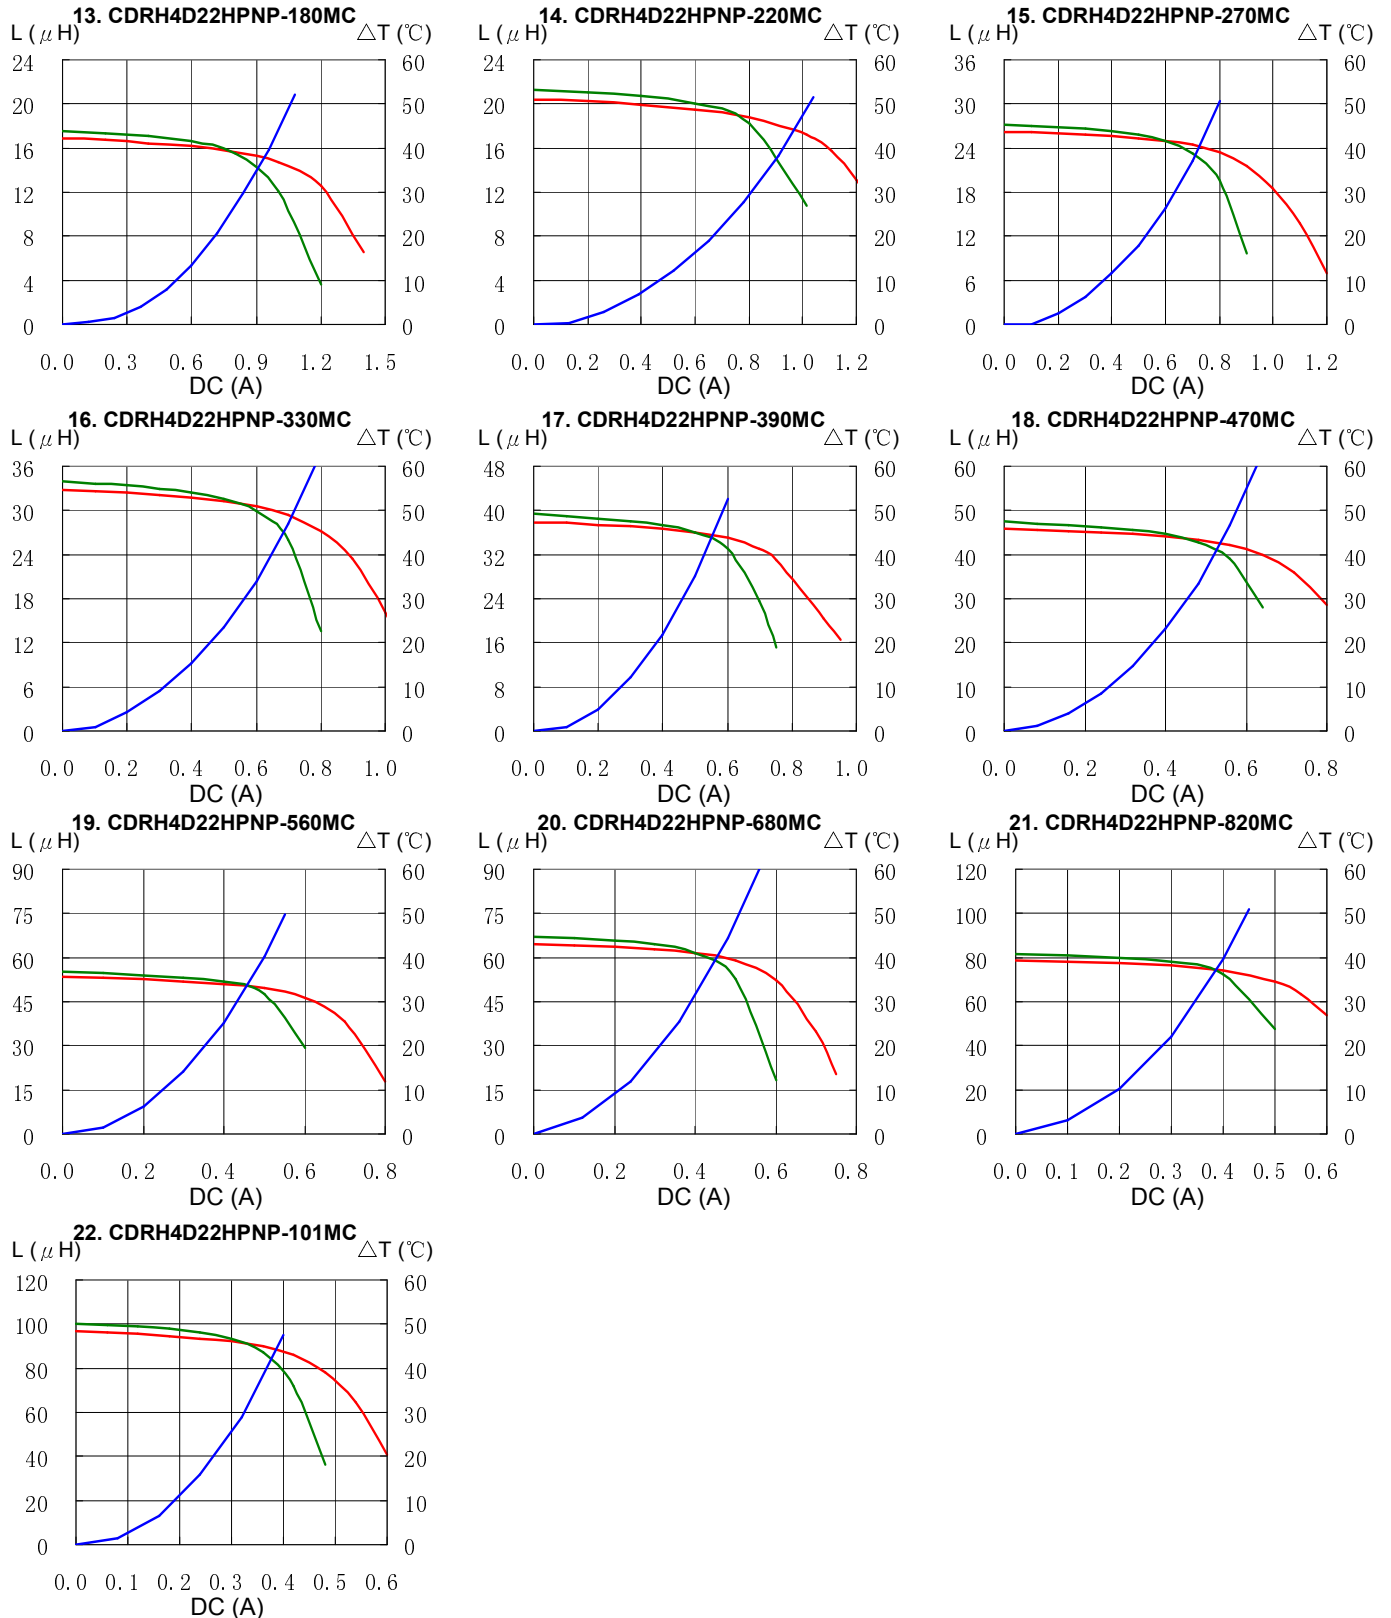 13. CDRH4D22HPNP-180MC
L (μH) △T (℃)
24 60
20 50
16 40
12 30
8 20
4 10
0 0
0.0 0.3 0.6 0.9 1.2 1.5
DC (A)
14. CDRH4D22HPNP-220MC
L (μH) △T (℃)
24 60
20 50
16 40
12 30
8 20
4 10
0 0
0.0 0.2 0.4 0.6 0.8 1.0 1.2
DC (A)
15. CDRH4D22HPNP-270MC
L (μH) △T (℃)
36 60
30 50
24 40
18 30
12 20
6 10
0 0
0.0 0.2 0.4 0.6 0.8 1.0 1.2
DC (A)
16. CDRH4D22HPNP-330MC
L (μH) △T (℃)
36 60
30 50
24 40
18 30
12 20
6 10
0 0
0.0 0.2 0.4 0.6 0.8 1.0
DC (A)
17. CDRH4D22HPNP-390MC
L (μH) △T (℃)
48 60
40 50
32 40
24 30
16 20
8 10
0 0
0.0 0.2 0.4 0.6 0.8 1.0
DC (A)
18. CDRH4D22HPNP-470MC
L (μH) △T (℃)
60 60
50 50
40 40
30 30
20 20
10 10
0 0
0.0 0.2 0.4 0.6 0.8
DC (A)
19. CDRH4D22HPNP-560MC
L (μH) △T (℃)
90 60
75 50
60 40
45 30
30 20
15 10
0 0
0.0 0.2 0.4 0.6 0.8
DC (A)
20. CDRH4D22HPNP-680MC
L (μH) △T (℃)
90 60
75 50
60 40
45 30
30 20
15 10
0 0
0.0 0.2 0.4 0.6 0.8
DC (A)
21. CDRH4D22HPNP-820MC
L (μH) △T (℃)
120 60
100 50
80 40
60 30
40 20
20 10
0 0
0.0 0.1 0.2 0.3 0.4 0.5 0.6
DC (A)
22. CDRH4D22HPNP-101MC
L (μH) △T (℃)
120 60
100 50
80 40
60 30
40 20
20 10
0 0
0.0 0.1 0.2 0.3 0.4 0.5 0.6
DC (A)